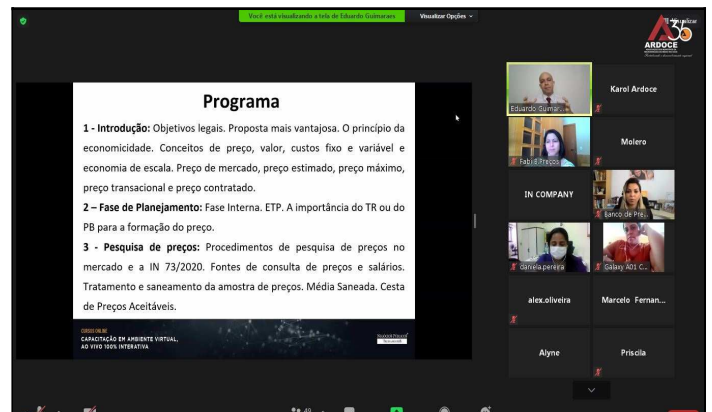 Você está visualizando a tela de Eduardo Guimaraes
Visualizar Opções
Visualizar
36
ARDOCE
Programa
1 - Introdução: Objetivos legais. Proposta mais vantajosa. O princípio da
economicidade. Conceitos de preço, valor, custos fixo e variável e
economia de escala. Preço de mercado, preço estimado, preço máximo,
preço transacional e preço contratado.
2 – Fase de Planejamento: Fase Interna. ETP. A importância do TR ou do
PB para a formação do preço.
3 - Pesquisa de preços: Procedimentos de pesquisa de preços no
mercado e a IN 73/2020. Fontes de consulta de preços e salários.
Tratamento e saneamento da amostra de preços. Média Saneada. Cesta
de Preços Aceitáveis.
CURSOS ONLINE
CAPACITAÇÃO EM AMBIENTE VIRTUAL,
AO VIVO 100% INTERATIVA
Eduardo Guimar...
Karol Ardoce
Molero
IN COMPANY
Banco de Pre...
daniela.pereira
Galaxy A01 C...
alex.oliveira
Marcelo Fernan...
Alyne
Priscila
49